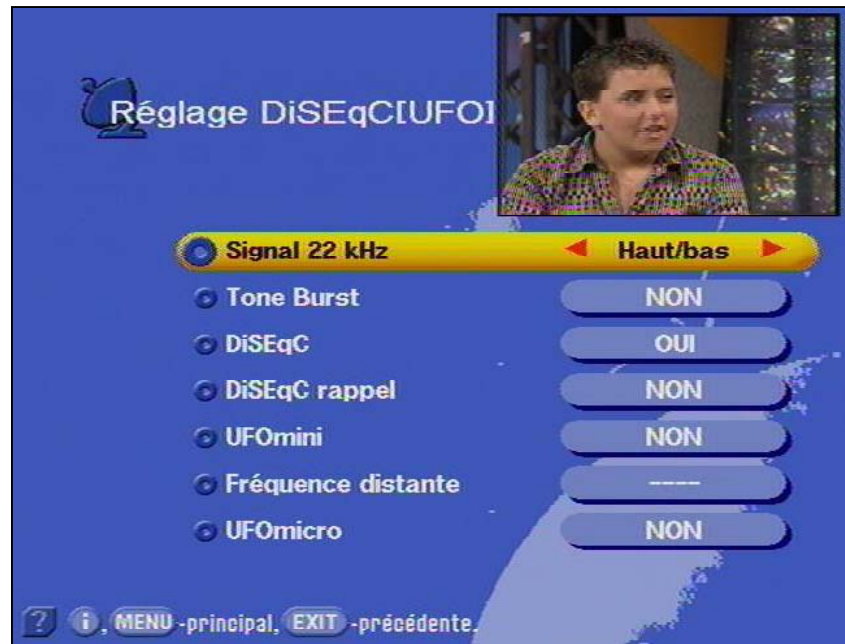 Réglage DiSEqC[UFO]
Signal 22 kHz Haut/bas
Tone Burst NON
DiSEqC OUI
DiSEqC rappel NON
UFOmini NON
Fréquence distante ----
UFOmicro NON
? i, MENU -principal, EXIT -précédente.